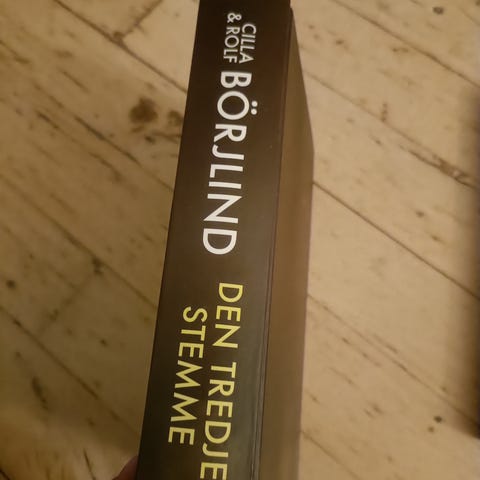 CILLA
& ROLF
BÖRJLIND
DEN TREDJE
STEMME